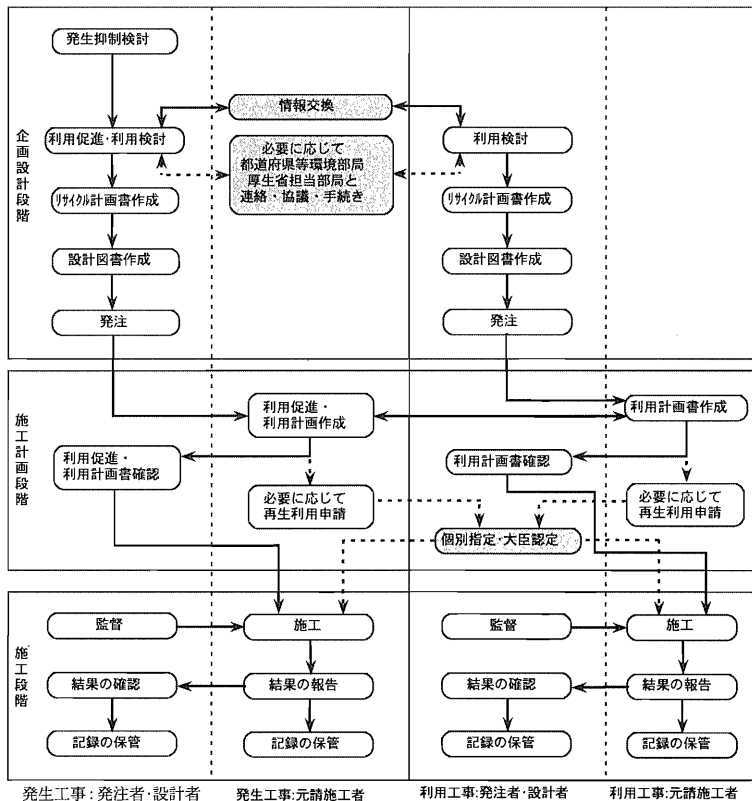 企画設計段階
発生抑制検討
情報交換
利用促進・利用検討
利用検討
必要に応じて
都道府県等環境部局
厚生省担当部局と
連絡・協議・手続き
リサイクル計画書作成
リサイクル計画書作成
設計図書作成
設計図書作成
発注
発注
施工計画段階
利用促進・
利用計画作成
利用計画書作成
利用促進・
利用計画書確認
利用計画書確認
必要に応じて
再生利用申請
必要に応じて
再生利用申請
個別指定・大臣認定
施工段階
監督
施工
監督
施工
結果の確認
結果の報告
結果の確認
結果の報告
記録の保管
記録の保管
記録の保管
記録の保管
発生工事:発注者・設計者
発生工事:元請施工者
利用工事:発注者・設計者
利用工事:元請施工者